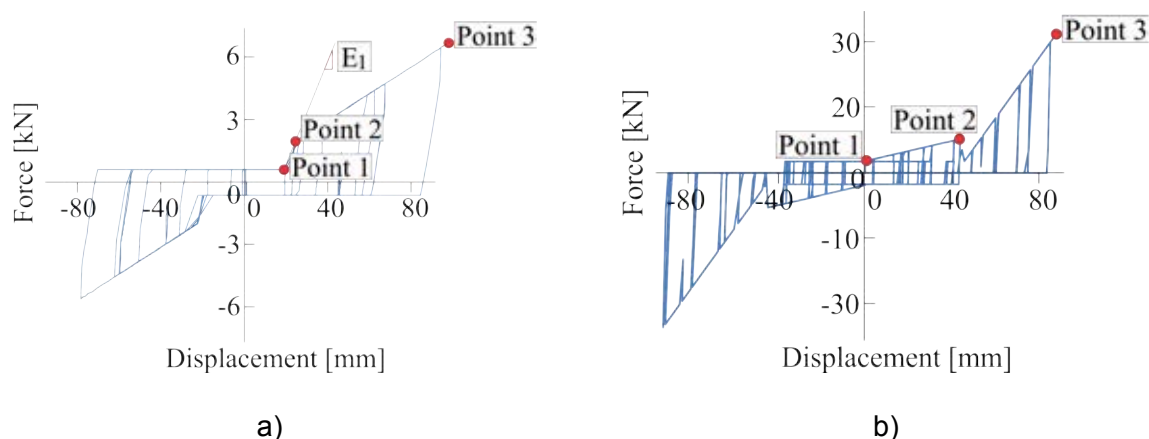 6
3
0
-3
-6
-80
-40
0
40
80
Force [kN]
Displacement [mm]
E₁
Point 3
Point 2
Point 1
a)
30
20
0
-10
-30
-80
-40
0
40
80
Force [kN]
Displacement [mm]
Point 3
Point 2
Point 1
b)